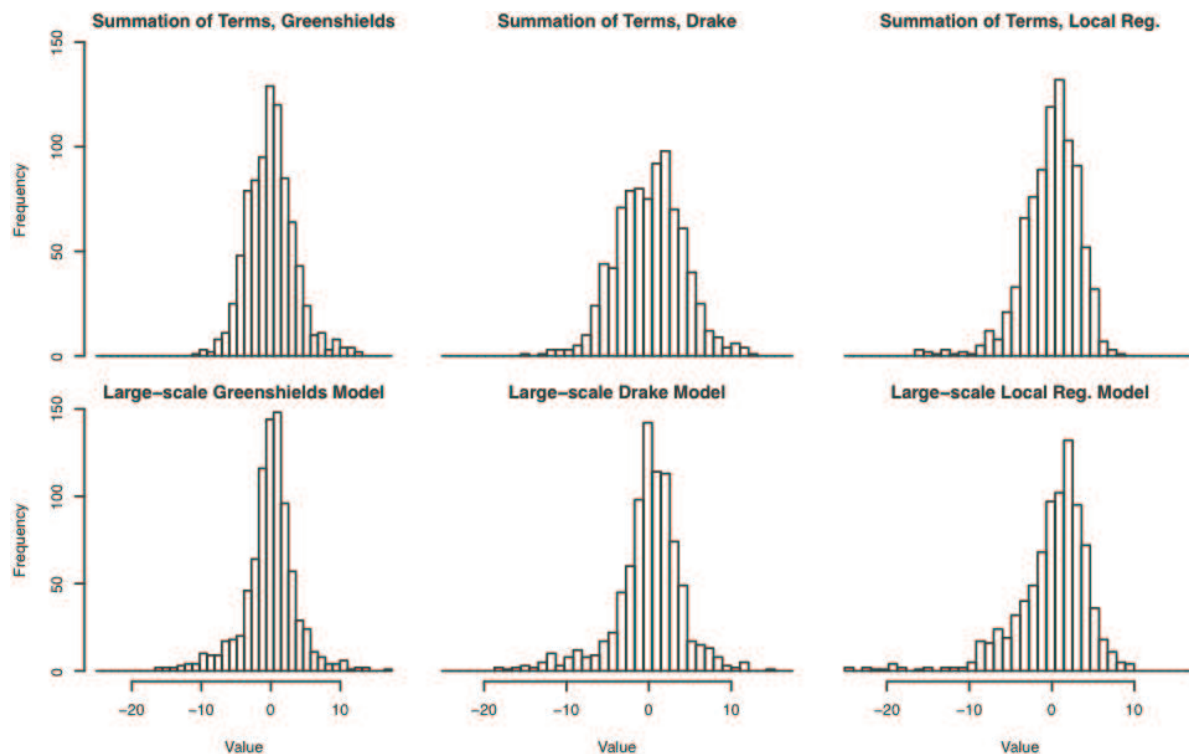 Summation of Terms, Greenshields
Summation of Terms, Drake
Summation of Terms, Local Reg.
150
100
50
0
Frequency
Large-scale Greenshields Model
Large-scale Drake Model
Large-scale Local Reg. Model
150
100
50
0
Frequency
-20 -10 0 10
-20 -10 0 10
-20 -10 0 10
Value
Value
Value